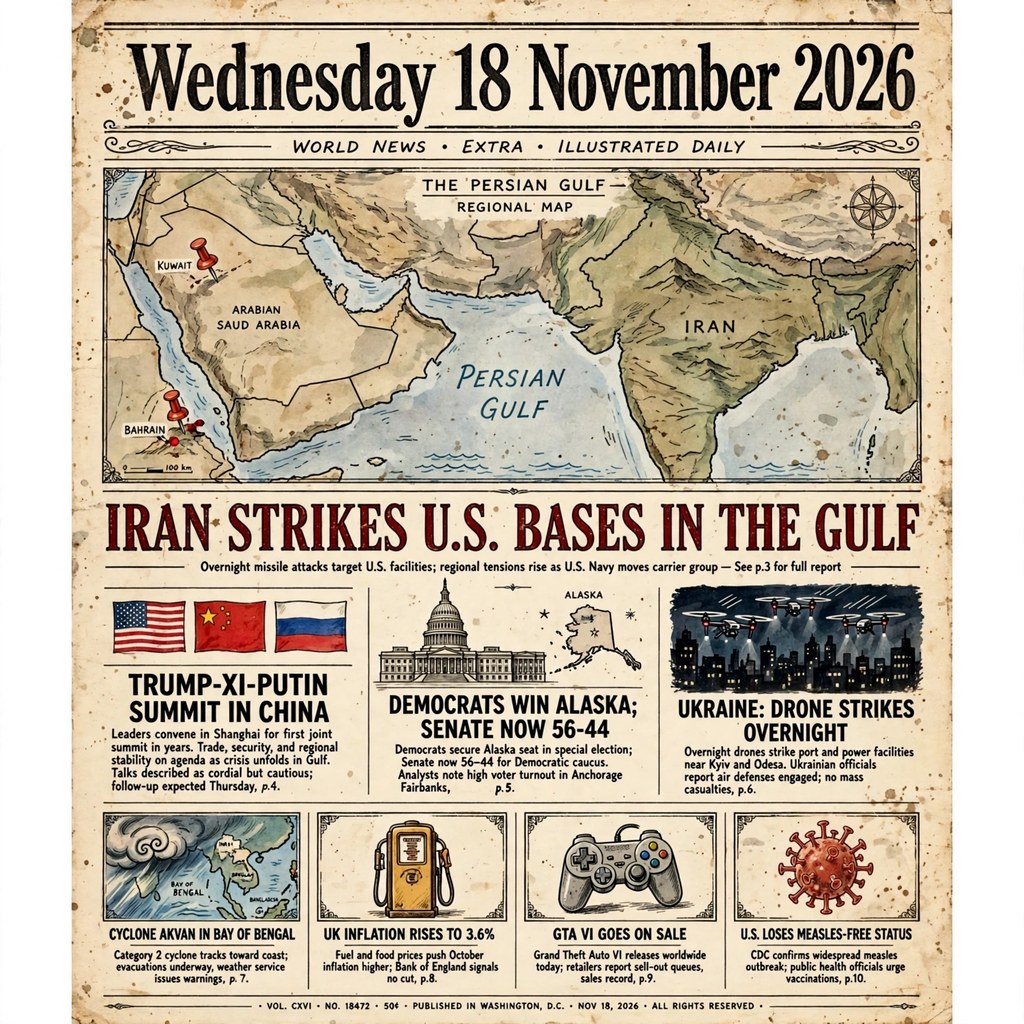 Wednesday 18 November 2026
WORLD NEWS · EXTRA · ILLUSTRATED DAILY
THE PERSIAN GULF
REGIONAL MAP
KUWAIT
ARABIAN
SAUD ARABIA
IRAN
PERSIAN
GULF
BAHRAIN
0 100 km
IRAN STRIKES U.S. BASES IN THE GULF
Overnight missile attacks target U.S. facilities; regional tensions rise as U.S. Navy moves carrier group — See p.3 for full report
TRUMP-XI-PUTIN
SUMMIT IN CHINA
Leaders convene in Shanghai for first joint
summit in years. Trade, security, and regional
stability on agenda as crisis unfolds in Gulf.
Talks described as cordial but cautious;
follow-up expected Thursday, p.4.
ALASKA
DEMOCRATS WIN ALASKA;
SENATE NOW 56-44
Democrats secure Alaska seat in special election;
Senate now 56–44 for Democratic caucus.
Analysts note high voter turnout in Anchorage
Fairbanks, p.5.
UKRAINE: DRONE STRIKES
OVERNIGHT
Overnight drones strike port and power facilities
near Kyiv and Odesa. Ukrainian officials
report air defenses engaged; no mass
casualties, p.6.
BAY OF
BENGAL
CYCLONE AKVAN IN BAY OF BENGAL
Category 2 cyclone tracks toward coast;
evacuations underway, weather service
issues warnings, p. 7.
UK INFLATION RISES TO 3.6%
Fuel and food prices push October
inflation higher; Bank of England signals
no cut, p.8.
GTA VI GOES ON SALE
Grand Theft Auto VI releases worldwide
today; retailers report sell-out queues,
sales record, p.9.
U.S. LOSES MEASLES-FREE STATUS
CDC confirms widespread measles
outbreak; public health officials urge
vaccinations, p.10.
· VOL. CXVI · NO. 18472 · 50¢ · PUBLISHED IN WASHINGTON, D.C. · NOV 18, 2026 · ALL RIGHTS RESERVED ·